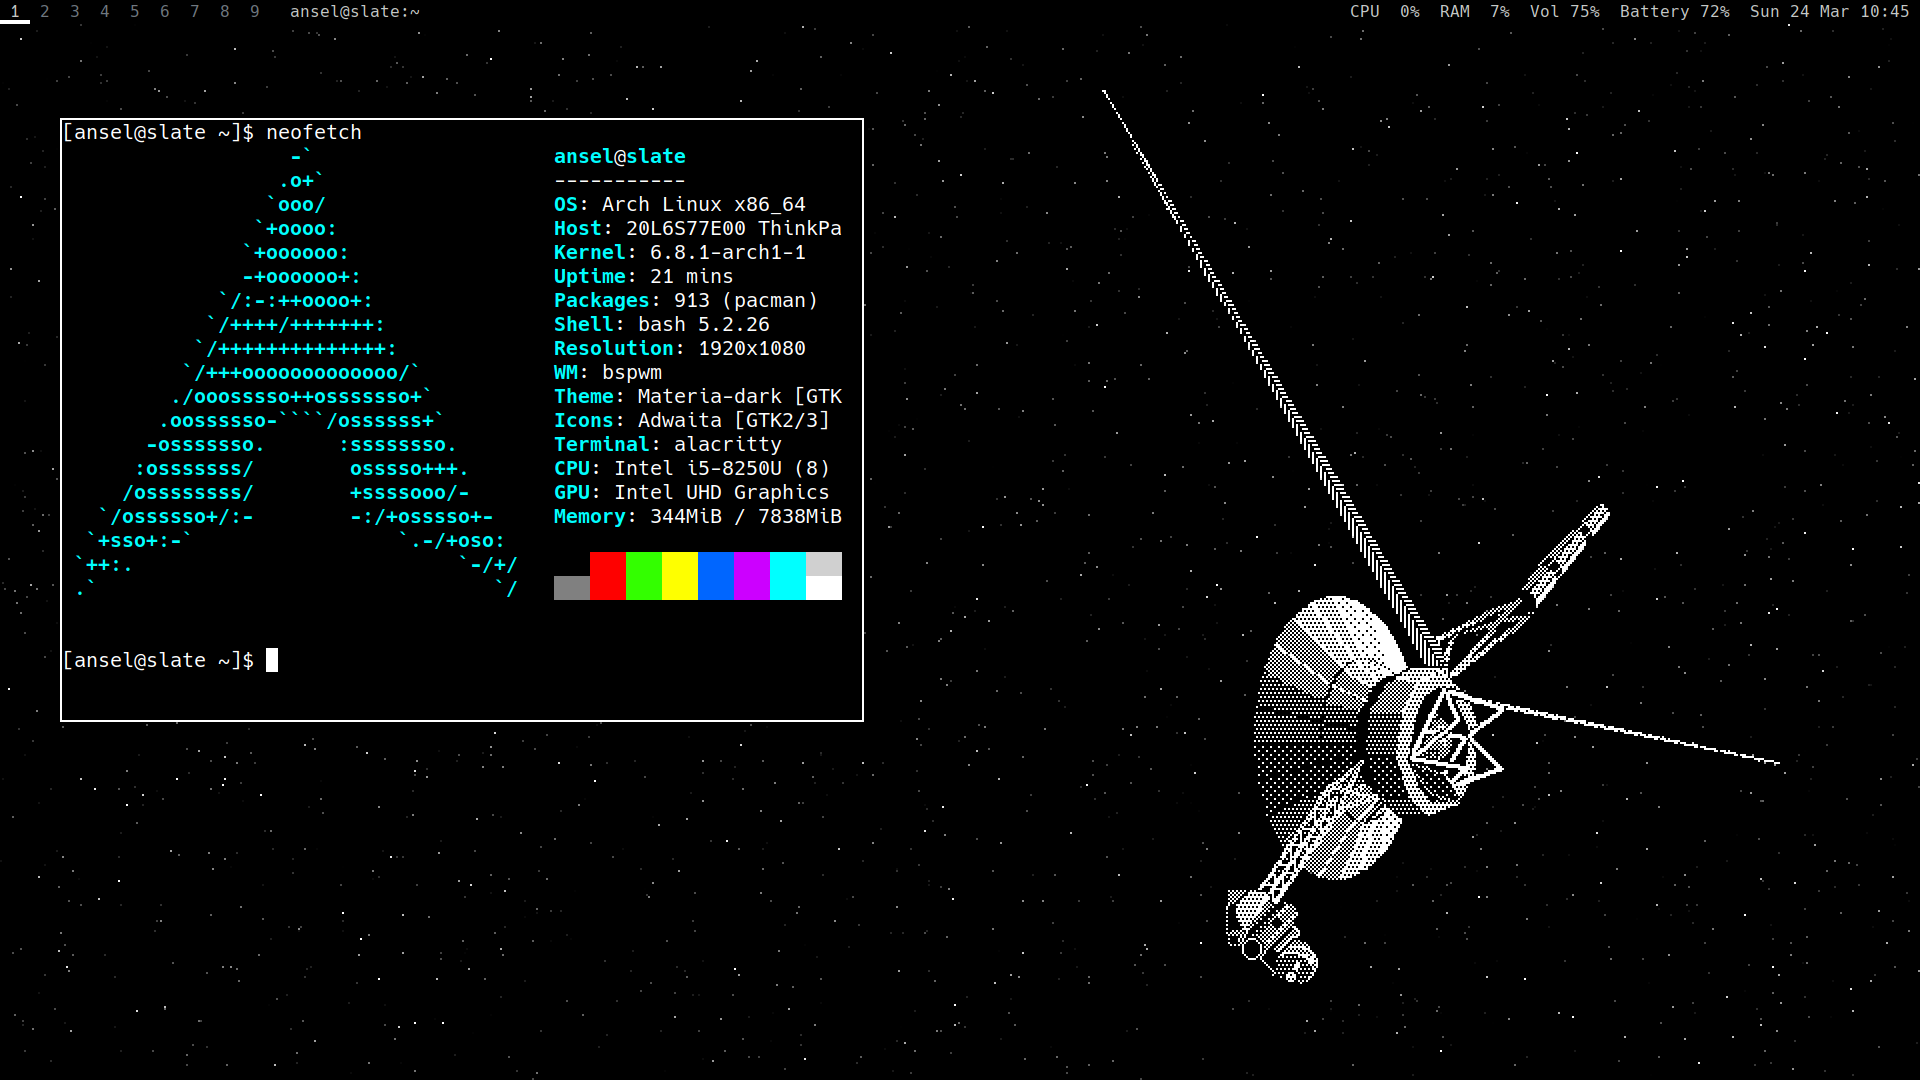 1 2 3 4 5 6 7 8 9 ansel@slate:~ CPU 0% RAM 7% Vol 75% Battery 72% Sun 24 Mar 10:45
[ansel@slate ~]$ neofetch
-` ansel@slate
.o+` -----------
`ooo/ OS: Arch Linux x86_64
`+oooo: Host: 20L6S77E00 ThinkPa
`+oooooo: Kernel: 6.8.1-arch1-1
-+oooooo+: Uptime: 21 mins
`/:-:++oooo+: Packages: 913 (pacman)
`/++++/+++++++: Shell: bash 5.2.26
`/++++++++++++++: Resolution: 1920x1080
`/+++ooooooooooooo/` WM: bspwm
./ooosssso++osssssso+` Theme: Materia-dark [GTK
.oossssso-````/ossssss+` Icons: Adwaita [GTK2/3]
-osssssso. :ssssssso. Terminal: alacritty
:osssssss/ osssso+++. CPU: Intel i5-8250U (8)
/ossssssss/ +ssssooo/- GPU: Intel UHD Graphics
`/ossssso+/:- -:/+osssso+- Memory: 344MiB / 7838MiB
`+sso+:-` `.-/+oso:
`++:. `-/+/
.` `/
[ansel@slate ~]$